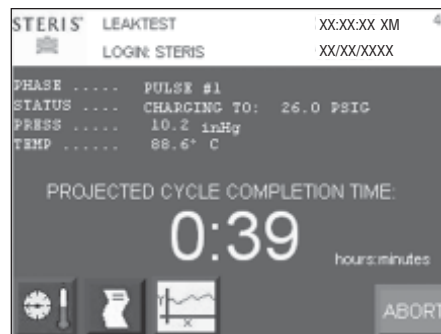 STERIS® LEAKTEST XX:XX:XX XM 4
LOGIN: STERIS XX/XX/XXXX
PHASE ..... PULSE #1
STATUS .... CHARGING TO: 26.0 PSIG
PRESS ..... 10.2 inHg
TEMP ...... 88.6° C
PROJECTED CYCLE COMPLETION TIME:
0:39
hours:minutes
Y
X
ABORT